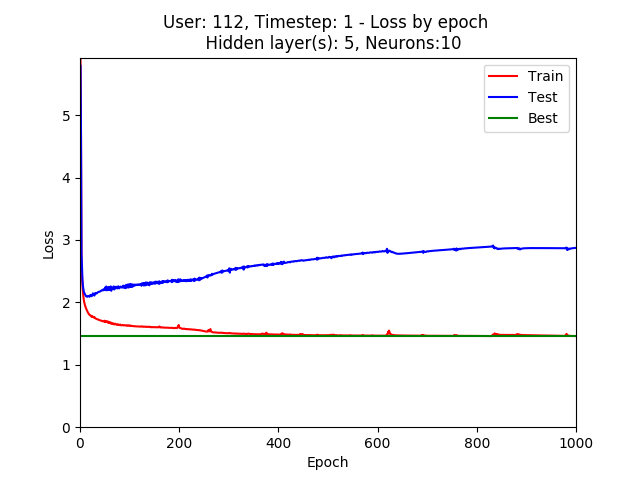 User: 112, Timestep: 1 - Loss by epoch
Hidden layer(s): 5, Neurons:10
Train
Test
Best
Loss
5
4
3
2
1
0
0 200 400 600 800 1000
Epoch